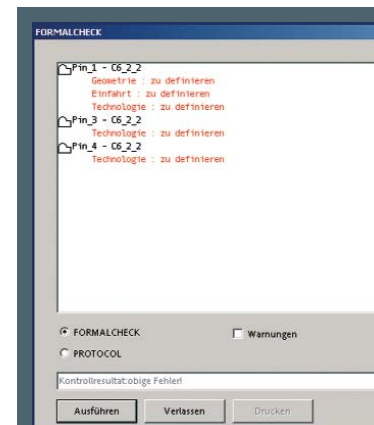 FORMALCHECK
Pin_1 - C6_2_2
Geometrie : zu definieren
Einfahrt : zu definieren
Technologie : zu definieren
Pin_3 - C6_2_2
Technologie : zu definieren
Pin_4 - C6_2_2
Technologie : zu definieren
FORMALCHECK
Warnungen
PROTOCOL
Kontrollresultat:obige Fehler!
Ausführen Verlassen Drucken